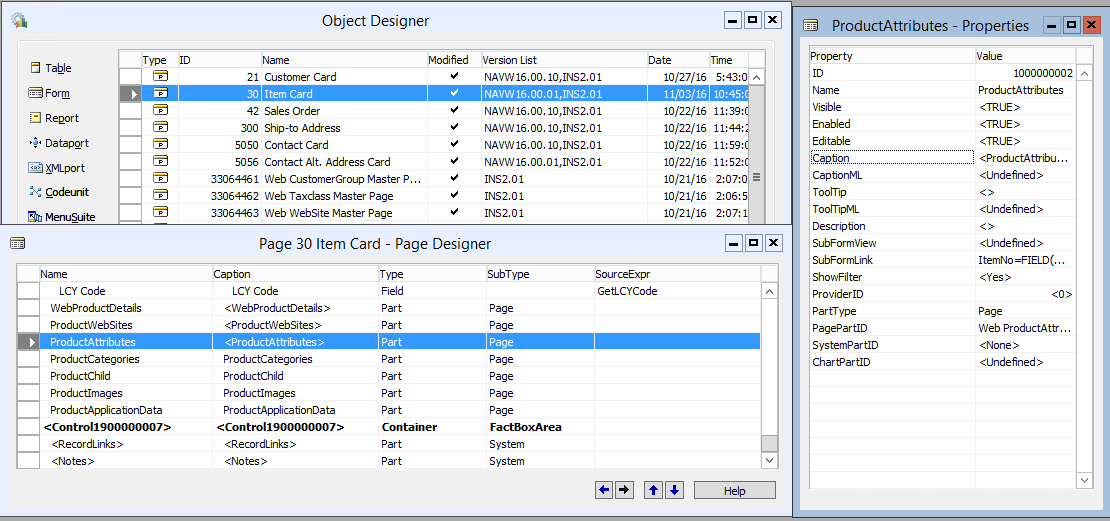 Object Designer
Type ID Name Modified Version List Date Time
Table
Form
Report
Dataport
XMLport
Codeunit
MenuSuite
21 Customer Card NAVW16.00.10,INS2.01 10/27/16 5:43:0
30 Item Card NAVW16.00.01,INS2.01 11/03/16 10:45:0
42 Sales Order NAVW16.00.10,INS2.01 10/22/16 11:39:0
300 Ship-to Address NAVW16.00.10,INS2.01 10/22/16 11:44:2
5050 Contact Card NAVW16.00.01,INS2.01 10/22/16 11:59:0
5056 Contact Alt. Address Card NAVW16.00.01,INS2.01 10/22/16 11:52:0
33064461 Web CustomerGroup Master P... INS2.01 10/21/16 2:07:0
33064462 Web Taxclass Master Page INS2.01 10/21/16 2:06:5
33064463 Web WebSite Master Page INS2.01 10/21/16 2:07:1
Page 30 Item Card - Page Designer
Name Caption Type SubType SourceExpr
LCY Code LCY Code Field GetLCYCode
WebProductDetails <WebProductDetails> Part Page
ProductWebSites <ProductWebSites> Part Page
ProductAttributes <ProductAttributes> Part Page
ProductCategories ProductCategories Part Page
ProductChild ProductChild Part Page
ProductImages ProductImages Part Page
ProductApplicationData ProductApplicationData Part Page
<Control1900000007> <Control1900000007> Container FactBoxArea
<RecordLinks> <RecordLinks> Part System
<Notes> <Notes> Part System
Help
ProductAttributes - Properties
Property Value
ID 1000000002
Name ProductAttributes
Visible <TRUE>
Enabled <TRUE>
Editable <TRUE>
Caption <ProductAttribu...
CaptionML <Undefined>
ToolTip <>
ToolTipML <Undefined>
Description <>
SubFormView <Undefined>
SubFormLink ItemNo=FIELD(...
ShowFilter <Yes>
ProviderID <0>
PartType Page
PagePartID Web ProductAttr...
SystemPartID <None>
ChartPartID <Undefined>